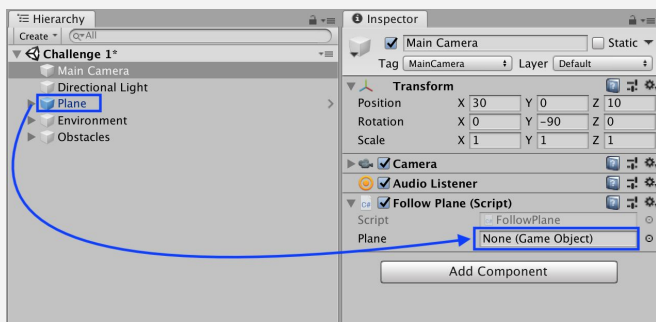 Hierarchy
Create
All
Challenge 1*
Main Camera
Directional Light
Plane
Environment
Obstacles
Inspector
Main Camera Static
Tag MainCamera Layer Default
Transform
Position X 30 Y 0 Z 10
Rotation X 0 Y -90 Z 0
Scale X 1 Y 1 Z 1
Camera
Audio Listener
C# Follow Plane (Script)
Script FollowPlane
Plane None (Game Object)
Add Component